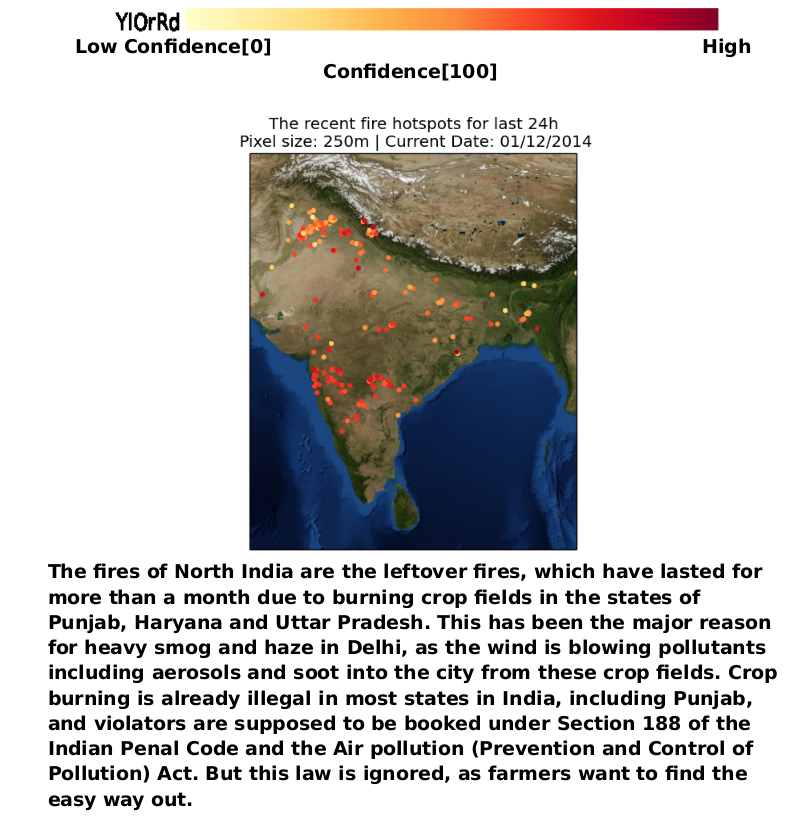 YlOrRd
Low Confidence[0] High
Confidence[100]
The recent fire hotspots for last 24h
Pixel size: 250m | Current Date: 01/12/2014
The fires of North India are the leftover fires, which have lasted for
more than a month due to burning crop fields in the states of
Punjab, Haryana and Uttar Pradesh. This has been the major reason
for heavy smog and haze in Delhi, as the wind is blowing pollutants
including aerosols and soot into the city from these crop fields. Crop
burning is already illegal in most states in India, including Punjab,
and violators are supposed to be booked under Section 188 of the
Indian Penal Code and the Air pollution (Prevention and Control of
Pollution) Act. But this law is ignored, as farmers want to find the
easy way out.